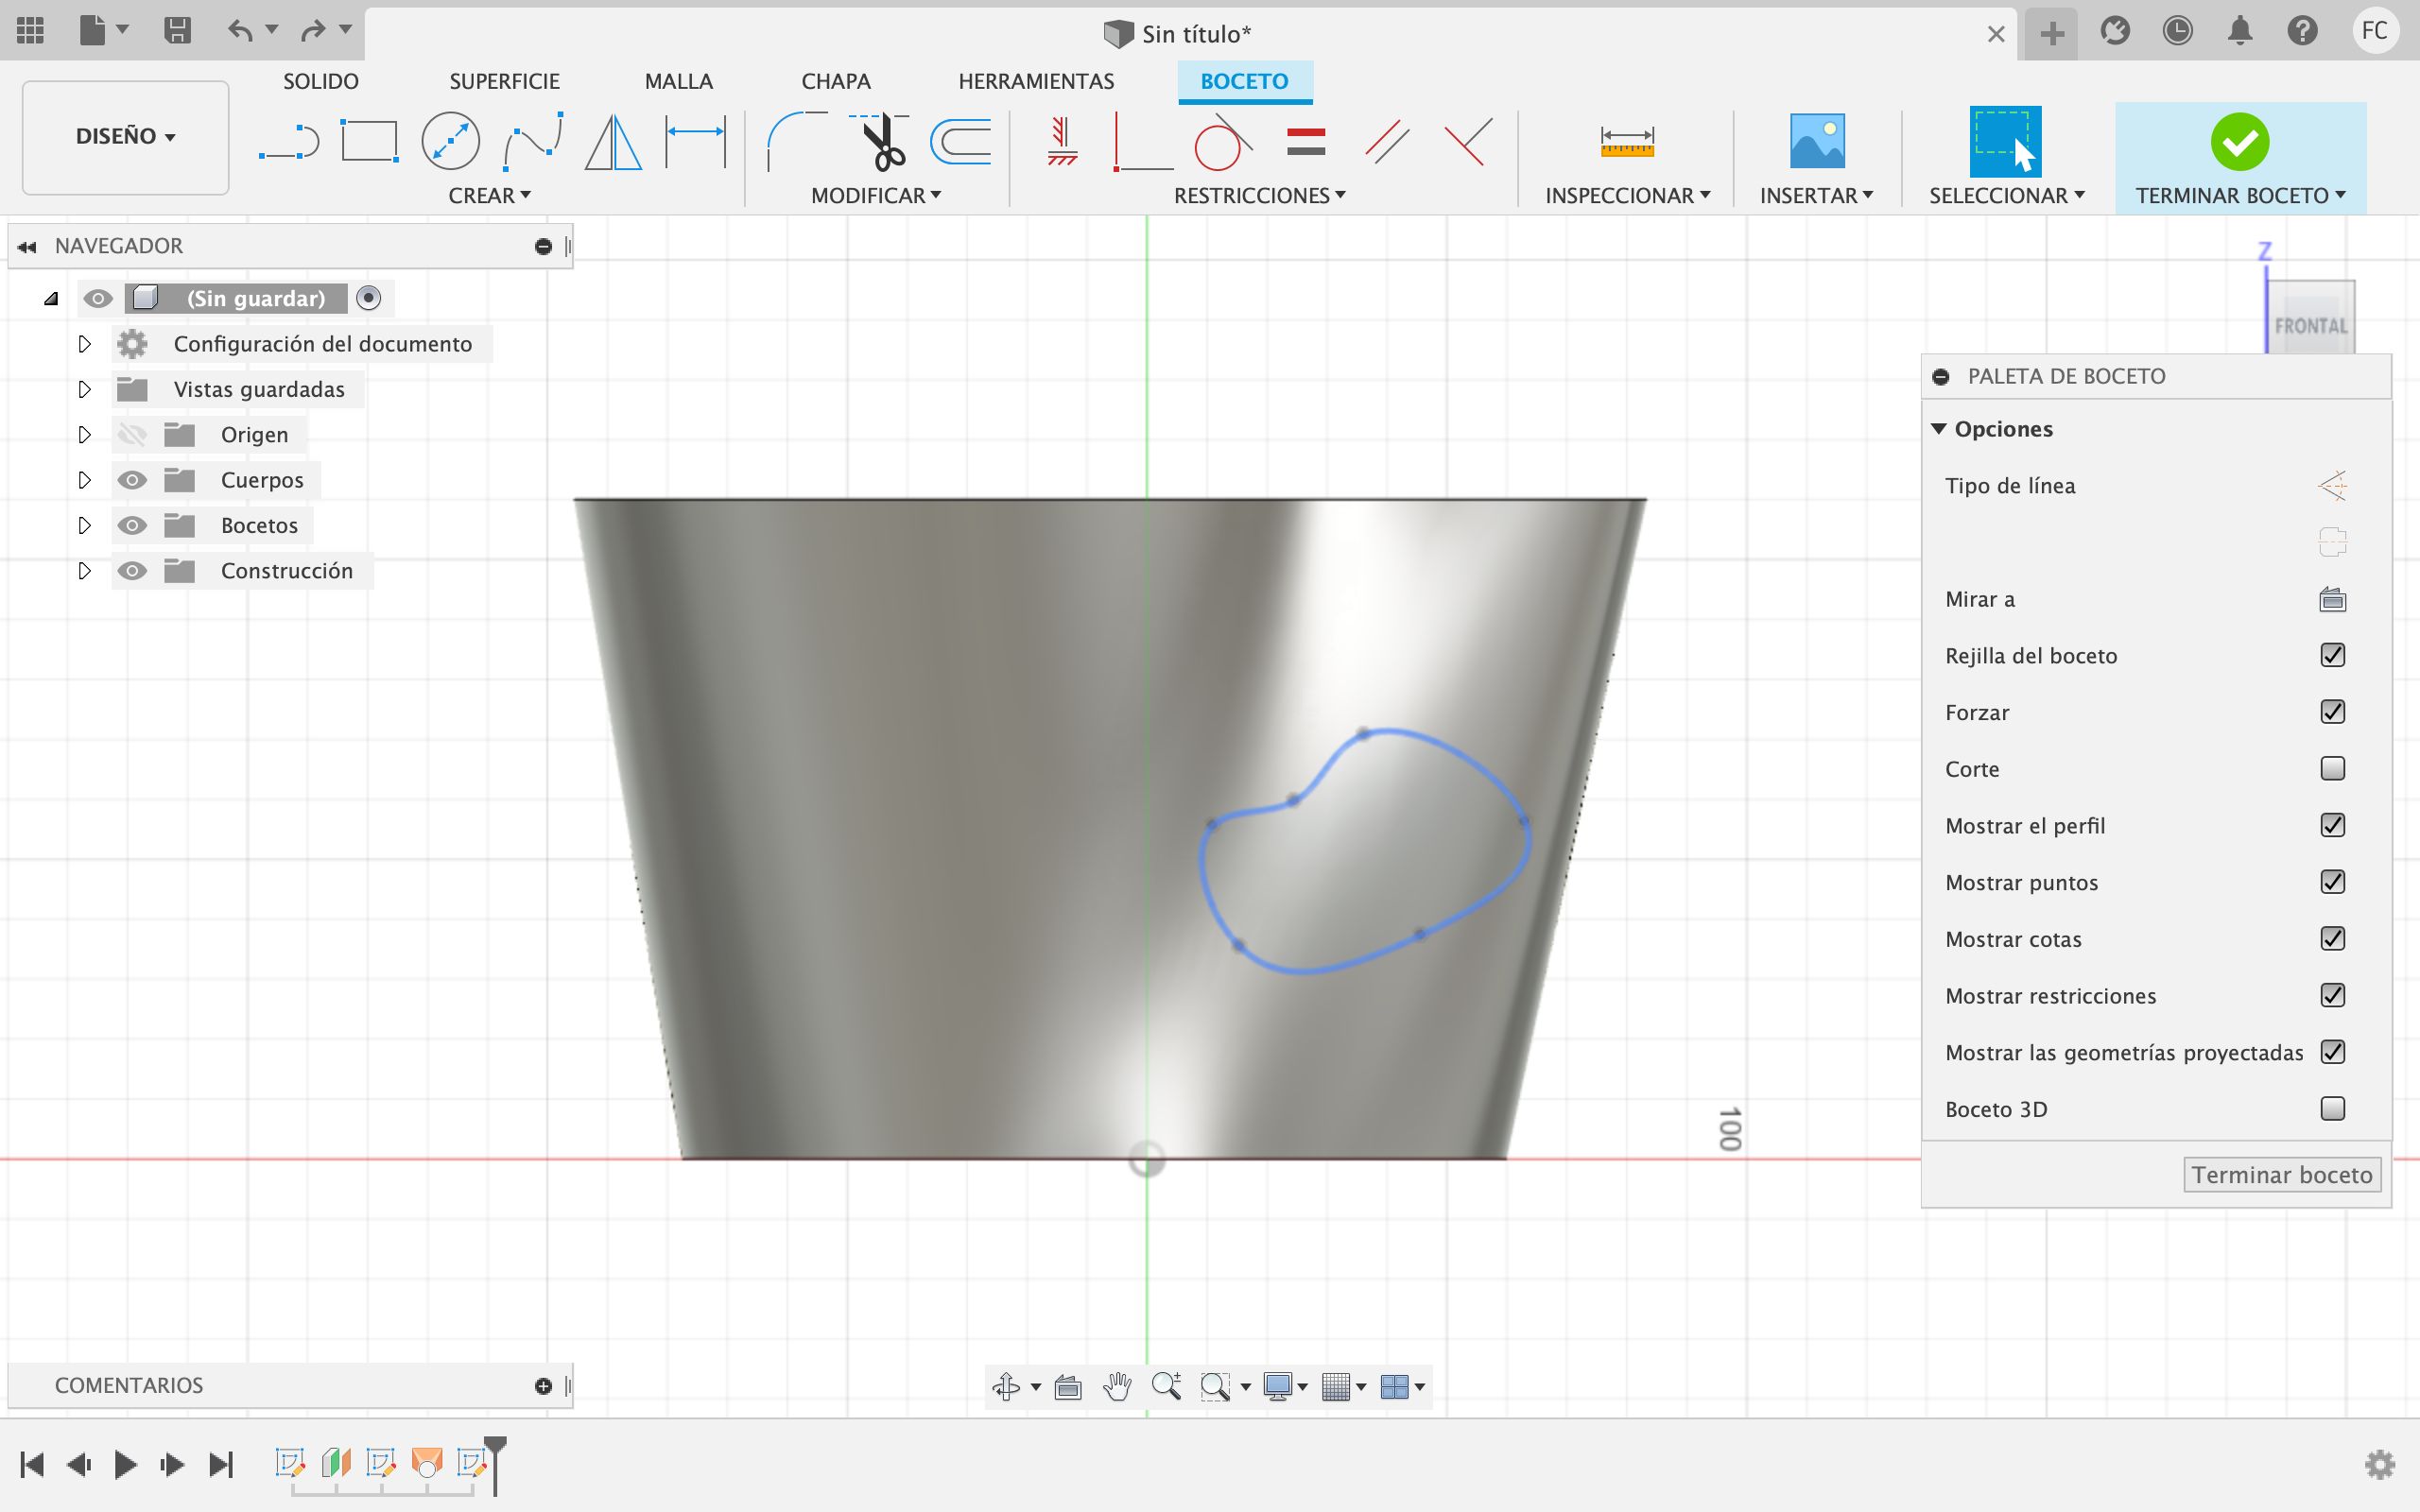 Sin título*
FC
SOLIDO SUPERFICIE MALLA CHAPA HERRAMIENTAS BOCETO
DISEÑO
CREAR MODIFICAR RESTRICCIONES INSPECCIONAR INSERTAR SELECCIONAR TERMINAR BOCETO
NAVEGADOR
(Sin guardar)
Configuración del documento
Vistas guardadas
Origen
Cuerpos
Bocetos
Construcción
Z
FRONTAL
PALETA DE BOCETO
Opciones
Tipo de línea
Mirar a
Rejilla del boceto
Forzar
Corte
Mostrar el perfil
Mostrar puntos
Mostrar cotas
Mostrar restricciones
Mostrar las geometrías proyectadas
Boceto 3D
Terminar boceto
100
COMENTARIOS